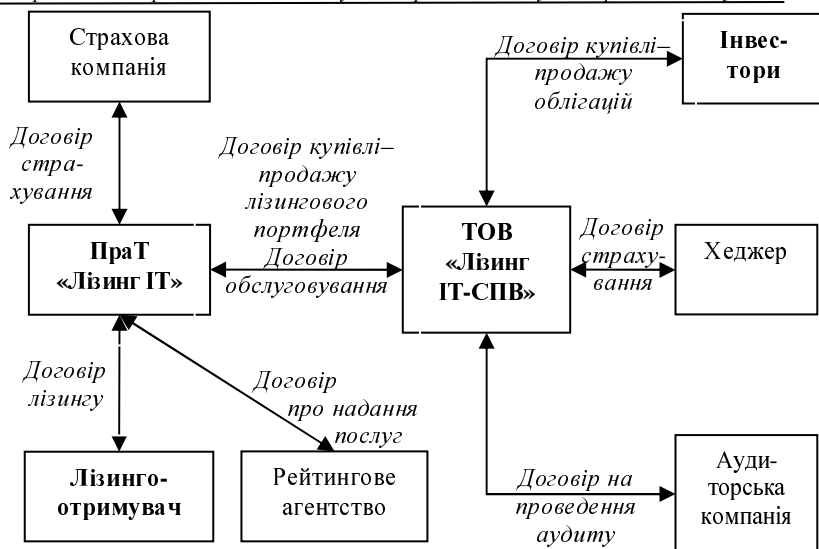 Страхова
компанія
Договір купівлі–
продажу
облігацій
Інвес-
тори
Договір
стра-
хування
Договір купівлі–
продажу
лізингового
портфеля
Договір
обслуговування
ПраТ
«Лізинг ІТ»
ТОВ
«Лізинг
ІТ-СПВ»
Договір
страху-
вання
Хеджер
Договір
лізингу
Договір
про надання
послуг
Лізинго-
отримувач
Рейтингове
агентство
Договір на
проведення
аудиту
Ауди-
торська
компанія